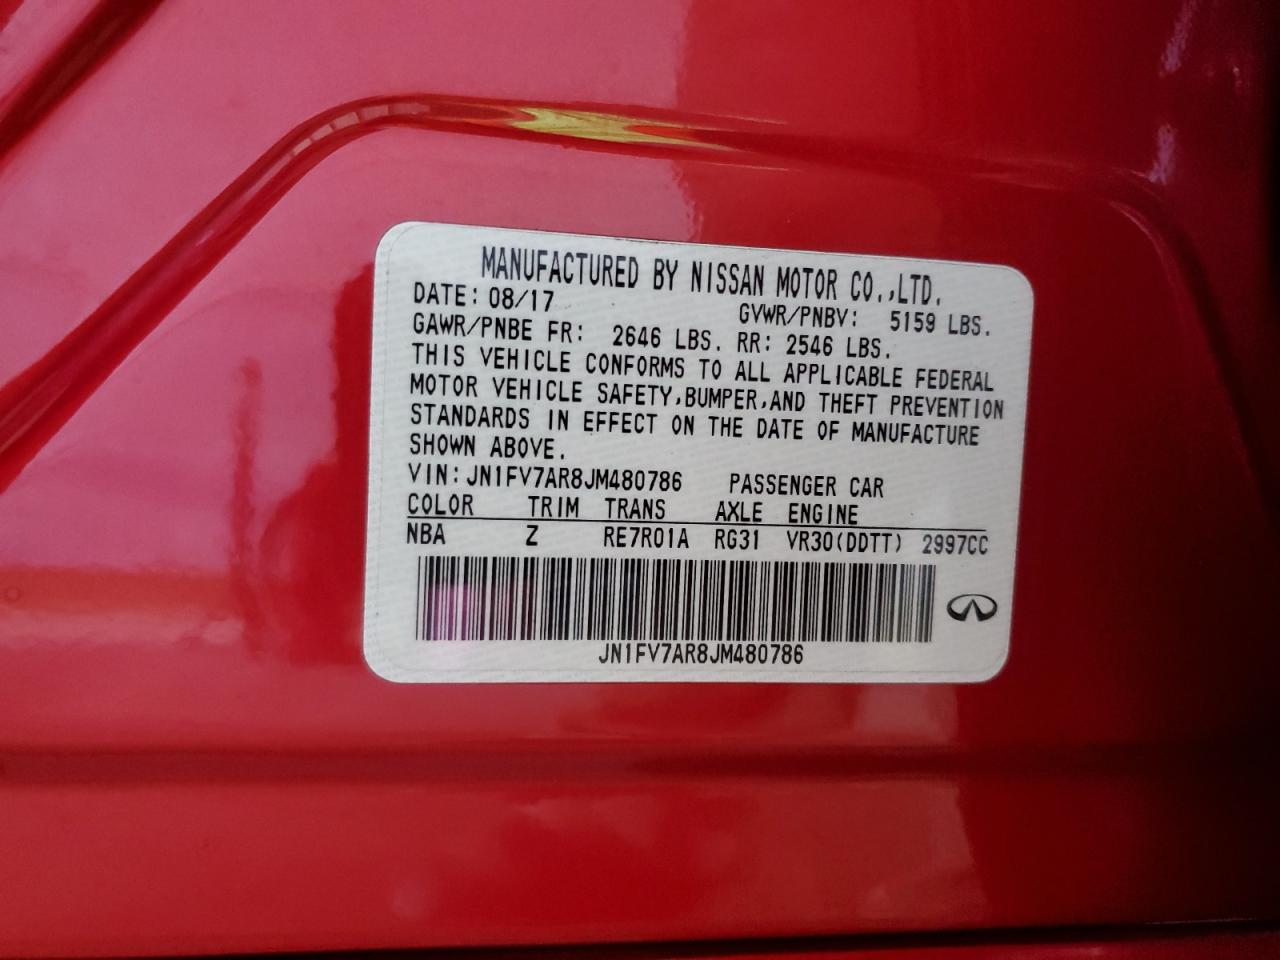 MANUFACTURED BY NISSAN MOTOR CO.,LTD.
DATE: 08/17 GVWR/PNBV: 5159 LBS.
GAWR/PNBE FR: 2646 LBS. RR: 2546 LBS.
THIS VEHICLE CONFORMS TO ALL APPLICABLE FEDERAL
MOTOR VEHICLE SAFETY,BUMPER,AND THEFT PREVENTION
STANDARDS IN EFFECT ON THE DATE OF MANUFACTURE
SHOWN ABOVE.
VIN:JN1FV7AR8JM480786 PASSENGER CAR
COLOR TRIM TRANS AXLE ENGINE
NBA Z RE7R01A RG31 VR30(DDTT) 2997CC
JN1FV7AR8JM480786